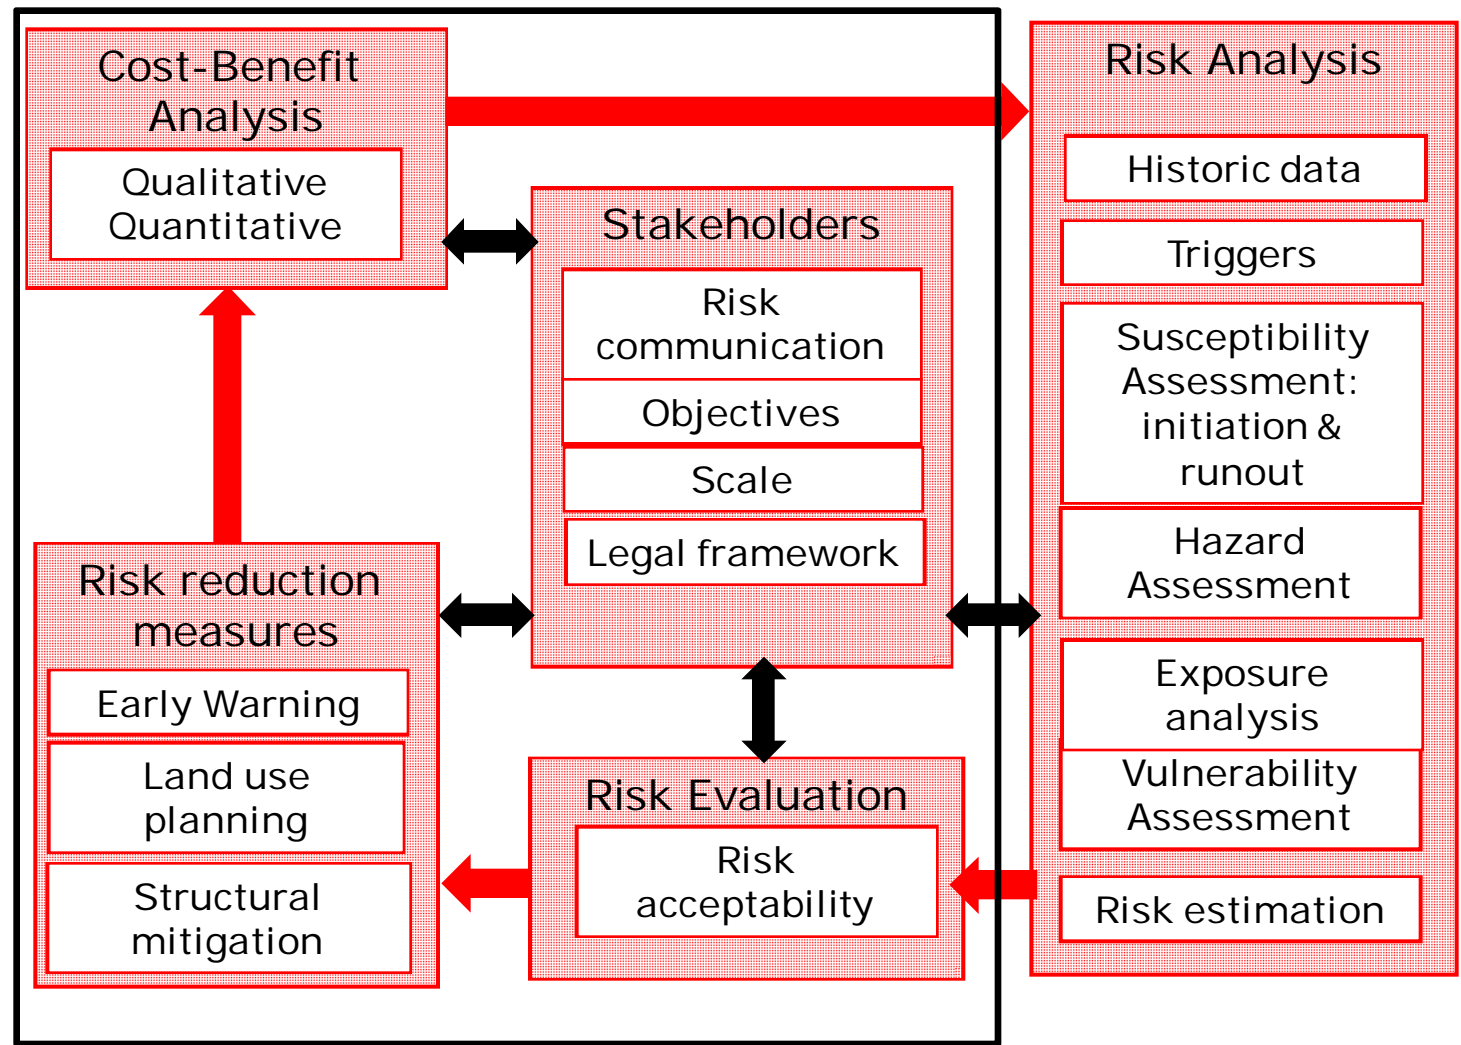 Cost-Benefit
Analysis
Qualitative
Quantitative
Stakeholders
Risk
communication
Objectives
Scale
Legal framework
Risk reduction
measures
Early Warning
Land use
planning
Structural
mitigation
Risk Evaluation
Risk
acceptability
Risk Analysis
Historic data
Triggers
Susceptibility
Assessment:
initiation &
runout
Hazard
Assessment
Exposure
analysis
Vulnerability
Assessment
Risk estimation